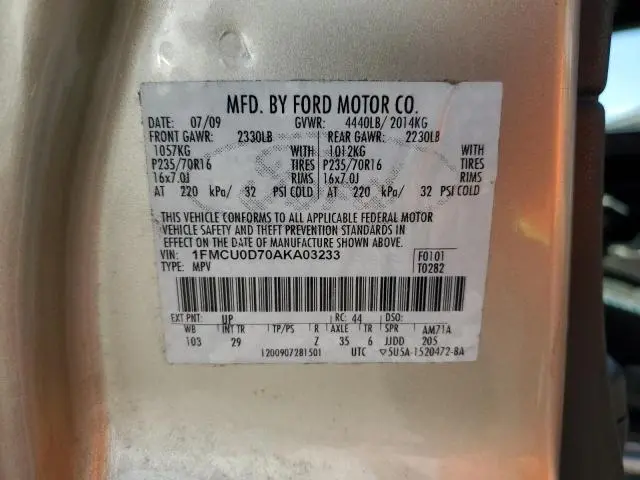 MFD. BY FORD MOTOR CO.
DATE: 07/09 GVWR: 4440LB/ 2014KG
FRONT GAWR: 2330LB REAR GAWR: 2230LB
1057KG WITH 1012KG WITH
P235/70R16 TIRES P235/70R16 TIRES
16x7.0J RIMS 16x7.0J RIMS
AT 220 kPa/ 32 PSI COLD AT 220 kPa/ 32 PSI COLD
THIS VEHICLE CONFORMS TO ALL APPLICABLE FEDERAL MOTOR
VEHICLE SAFETY AND THEFT PREVENTION STANDARDS IN
EFFECT ON THE DATE OF MANUFACTURE SHOWN ABOVE.
VIN: 1FMCU0D70AKA03233 F0101
TYPE: MPV T0282
EXT PNT: UP RC: 44 DSO:
WB INT TR TP/PS R AXLE TR SPR AM71A
103 29 Z 35 6 JJDD 205
1200907281501 UTC ▽5U5A-1520472-BA